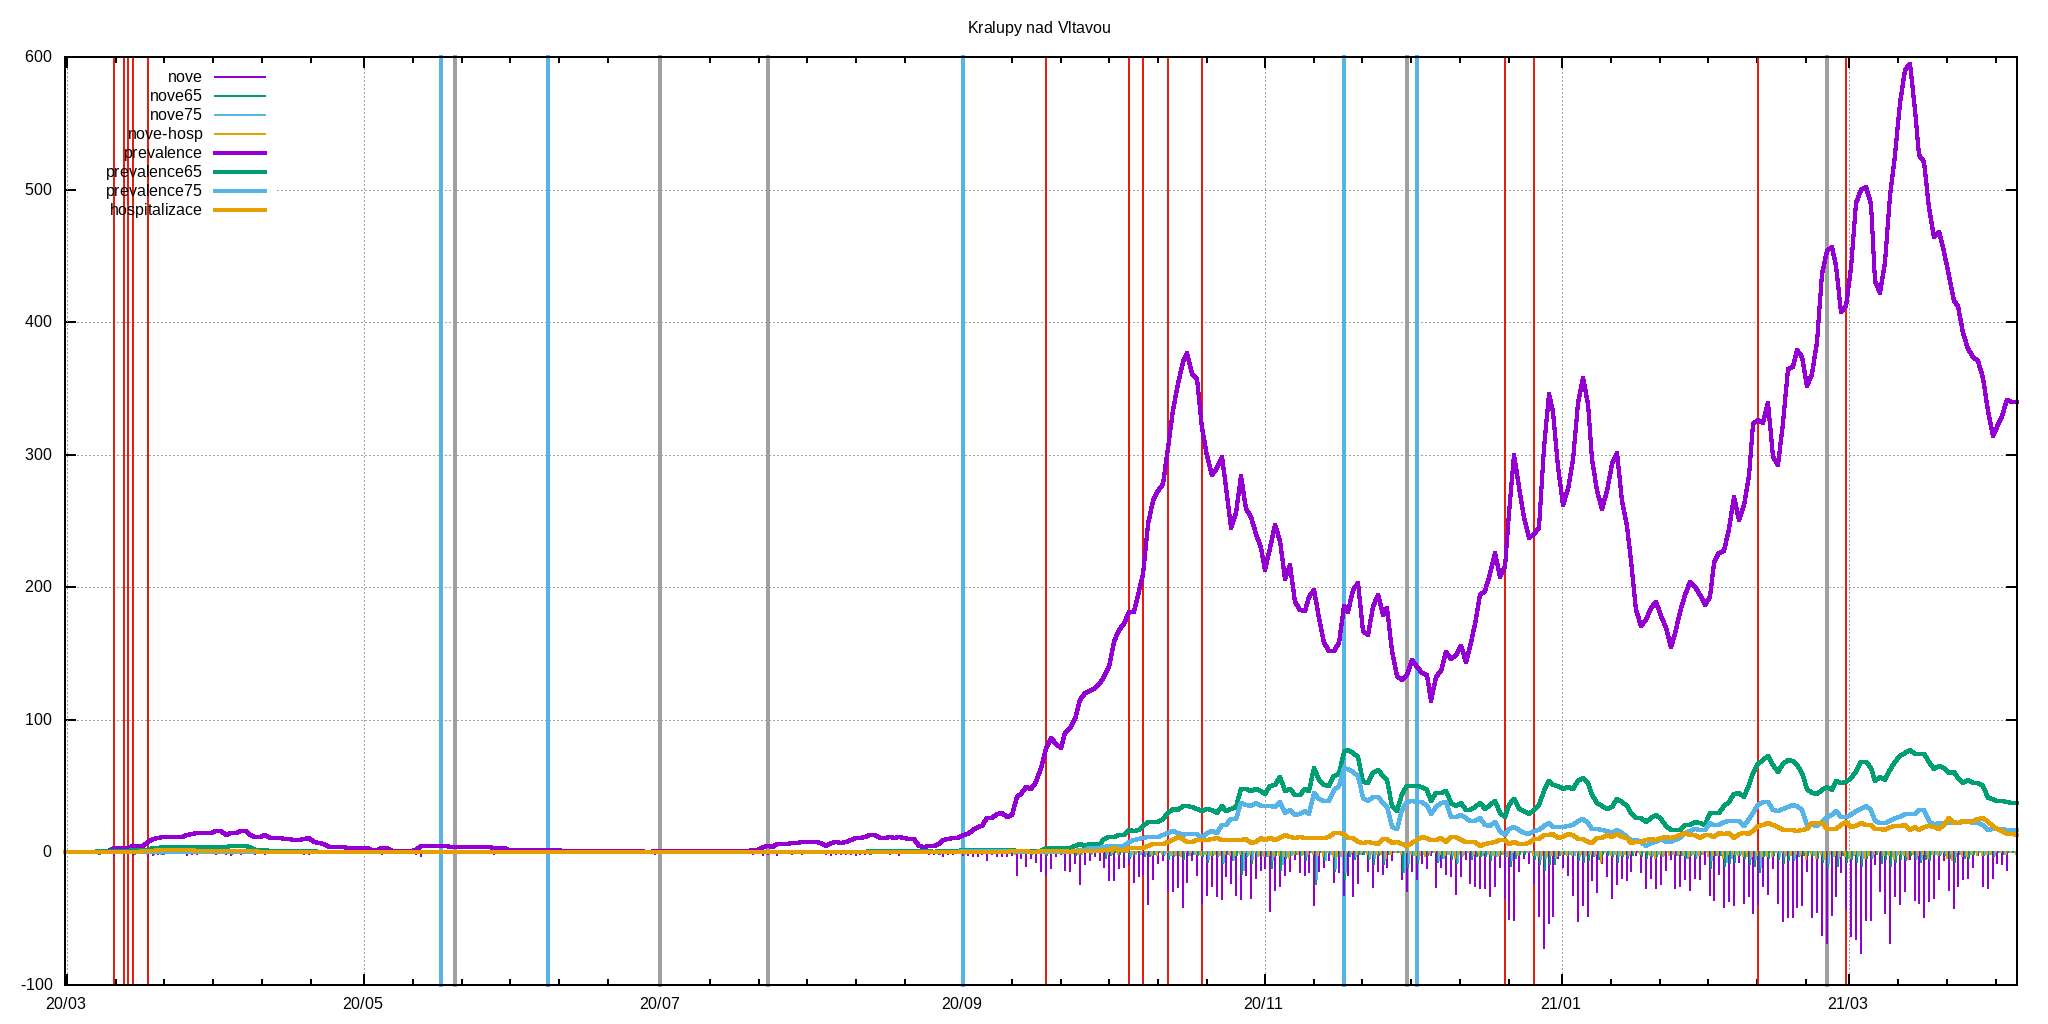 Kralupy nad Vltavou
600
nove
nove65
nove75
nove-hosp
prevalence
prevalence65
prevalence75
hospitalizace
500
400
300
200
100
0
-100
20/03 20/05 20/07 20/09 20/11 21/01 21/03